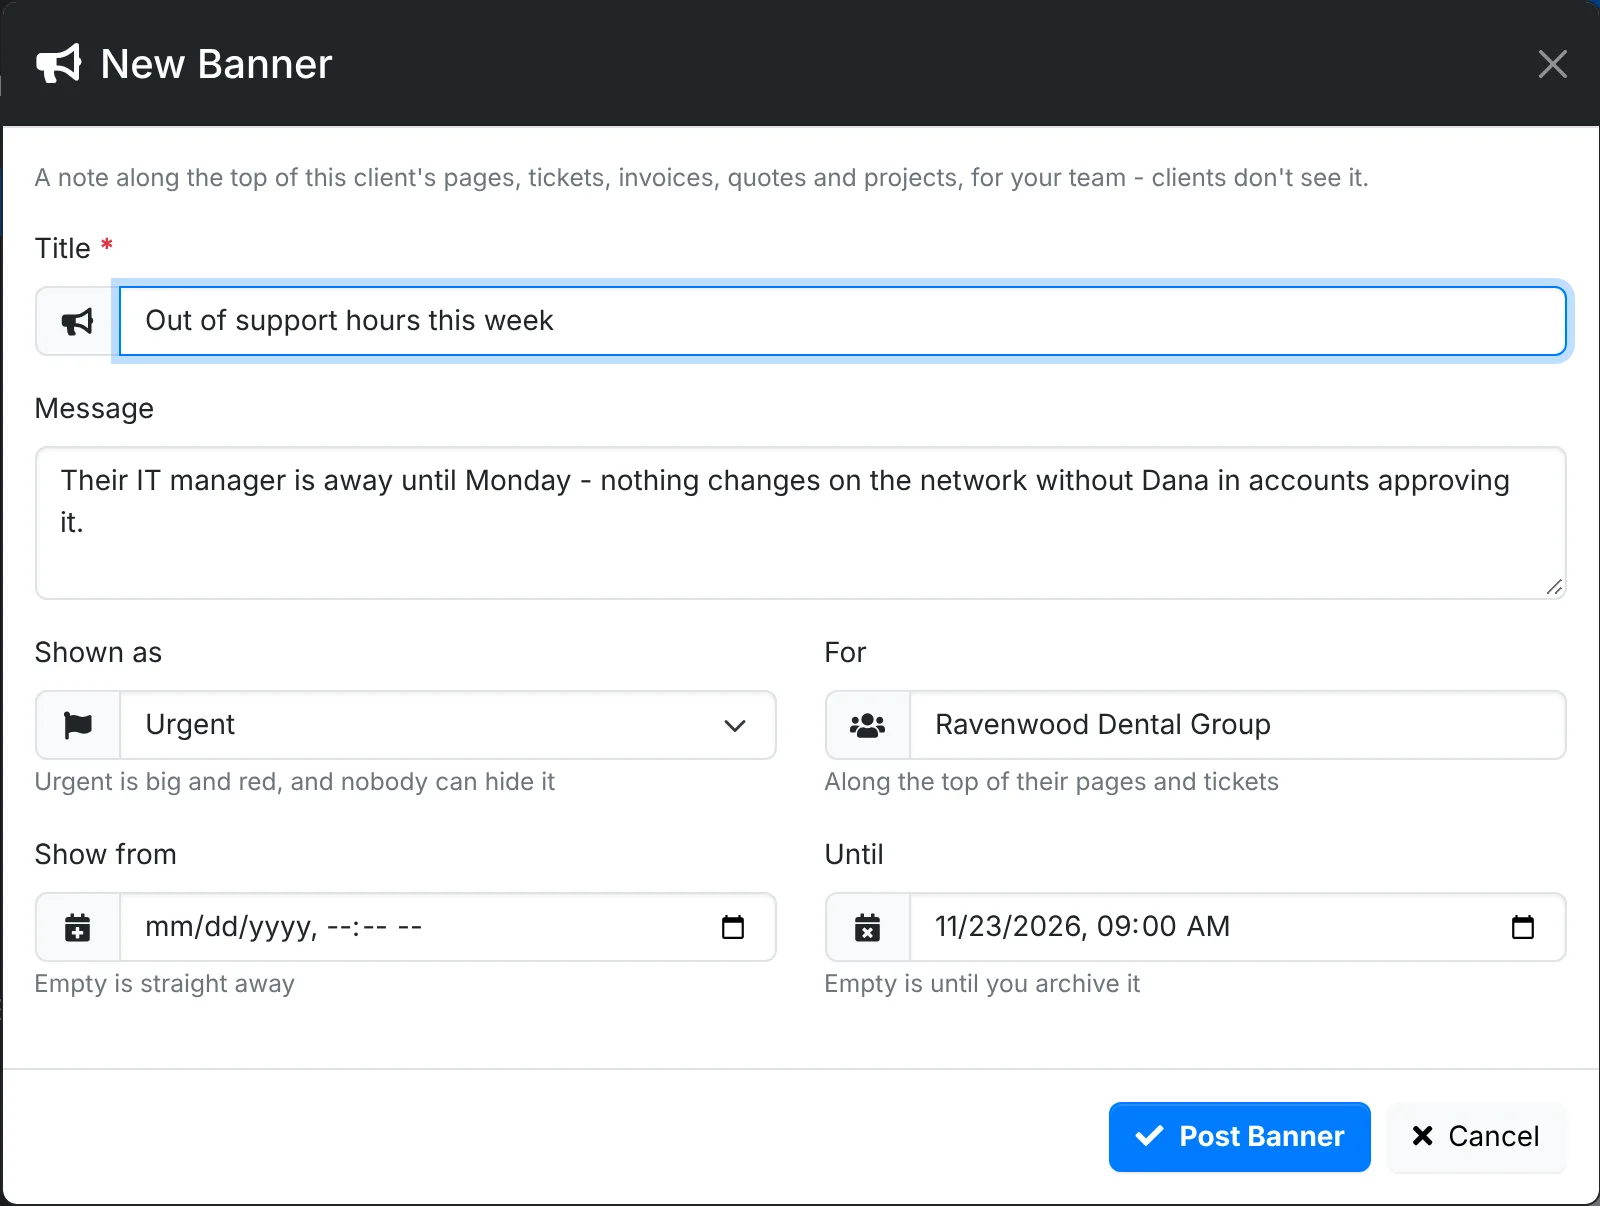 New Banner
A note along the top of this client's pages, tickets, invoices, quotes and projects, for your team - clients don't see it.
Title *
Out of support hours this week
Message
Their IT manager is away until Monday - nothing changes on the network without Dana in accounts approving
it.
Shown as
Urgent
Urgent is big and red, and nobody can hide it
For
Ravenwood Dental Group
Along the top of their pages and tickets
Show from
mm/dd/yyyy, --:-- --
Empty is straight away
Until
11/23/2026, 09:00 AM
Empty is until you archive it
Post Banner
Cancel